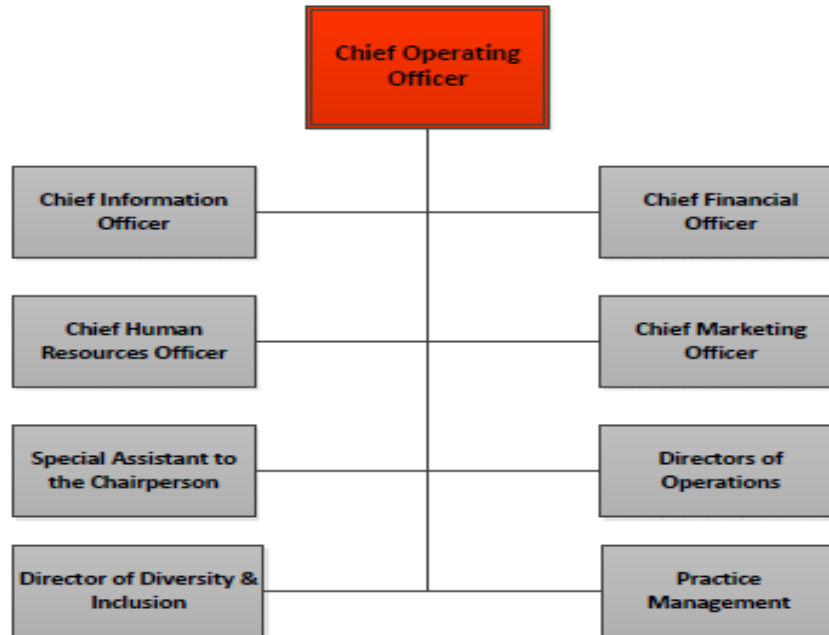 Chief Operating
Officer
Chief Information
Officer
Chief Financial
Officer
Chief Human
Resources Officer
Chief Marketing
Officer
Special Assistant to
the Chairperson
Directors of
Operations
Director of Diversity &
Inclusion
Practice
Management